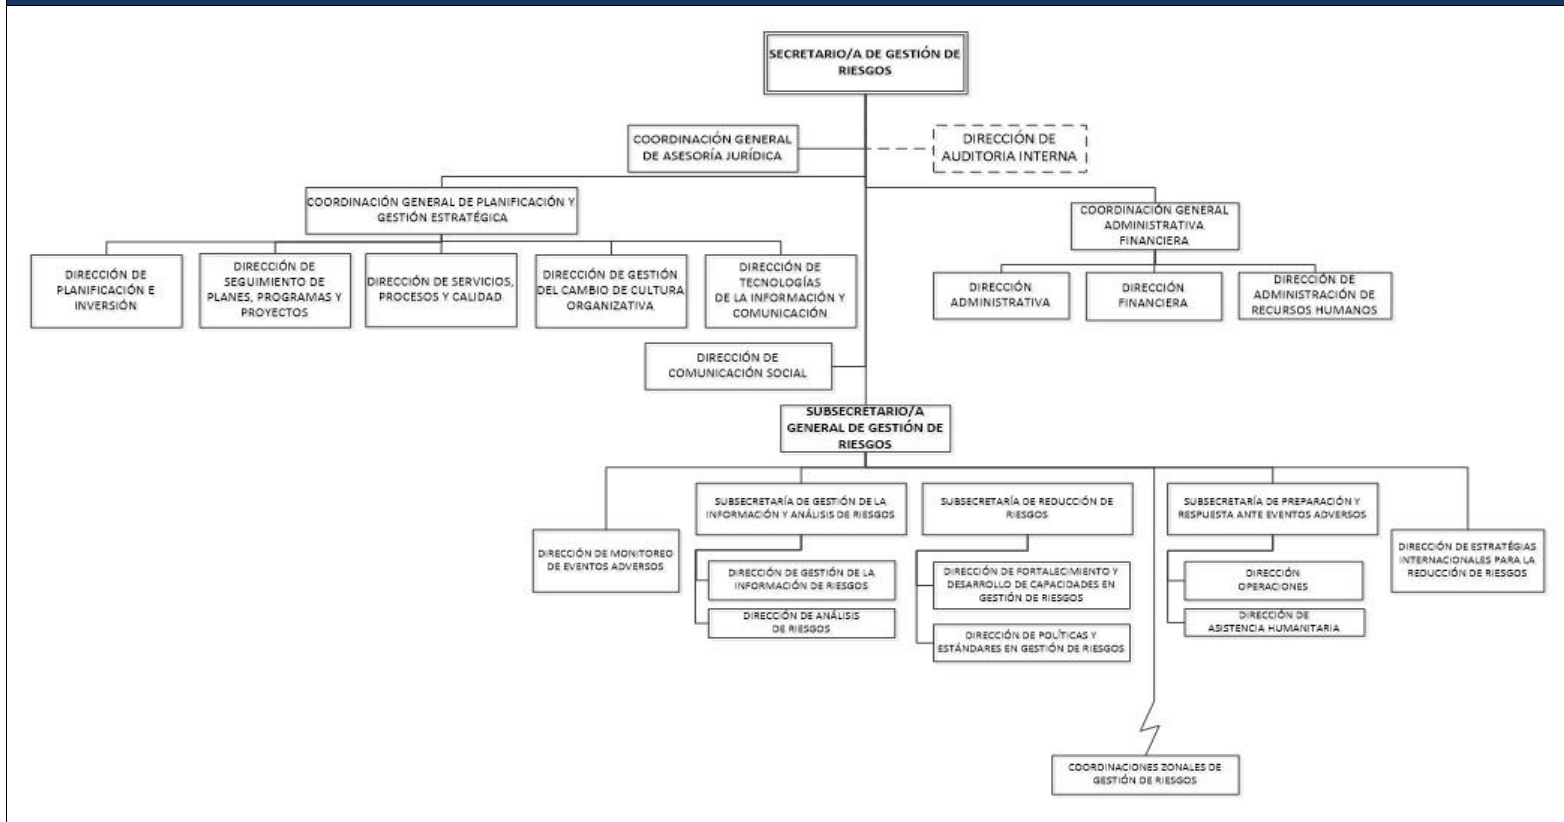 SECRETARIO/A DE GESTIÓN DE
RIESGOS
COORDINACIÓN GENERAL
DE ASESORÍA JURÍDICA
DIRECCIÓN DE
AUDITORIA INTERNA
COORDINACIÓN GENERAL DE PLANIFICACIÓN Y
GESTIÓN ESTRATÉGICA
COORDINACIÓN GENERAL
ADMINISTRATIVA
FINANCIERA
DIRECCIÓN DE
PLANIFICACIÓN E
INVERSIÓN
DIRECCIÓN DE
SEGUIMIENTO DE
PLANES, PROGRAMAS Y
PROYECTOS
DIRECCIÓN DE SERVICIOS,
PROCESOS Y CALIDAD
DIRECCIÓN DE GESTIÓN
DEL CAMBIO DE CULTURA
ORGANIZATIVA
DIRECCIÓN DE
TECNOLOGÍAS
DE LA INFORMACIÓN Y
COMUNICACIÓN
DIRECCIÓN
ADMINISTRATIVA
DIRECCIÓN
FINANCIERA
DIRECCIÓN DE
ADMINISTRACIÓN DE
RECURSOS HUMANOS
DIRECCIÓN DE
COMUNICACIÓN SOCIAL
SUBSECRETARIO/A
GENERAL DE GESTIÓN DE
RIESGOS
DIRECCIÓN DE MONITOREO
DE EVENTOS ADVERSOS
SUBSECRETARÍA DE GESTIÓN DE LA
INFORMACIÓN Y ANÁLISIS DE RIESGOS
DIRECCIÓN DE GESTIÓN DE LA
INFORMACIÓN DE RIESGOS
DIRECCIÓN DE ANÁLISIS
DE RIESGOS
SUBSECRETARÍA DE REDUCCIÓN DE
RIESGOS
DIRECCIÓN DE FORTALECIMIENTO Y
DESARROLLO DE CAPACIDADES EN
GESTIÓN DE RIESGOS
DIRECCIÓN DE POLÍTICAS Y
ESTÁNDARES EN GESTIÓN DE RIESGOS
SUBSECRETARÍA DE PREPARACIÓN Y
RESPUESTA ANTE EVENTOS ADVERSOS
DIRECCIÓN
OPERACIONES
DIRECCIÓN DE
ASISTENCIA HUMANITARIA
DIRECCIÓN DE ESTRATÉGIAS
INTERNACIONALES PARA LA
REDUCCIÓN DE RIESGOS
COORDINACIONES ZONALES DE
GESTIÓN DE RIESGOS